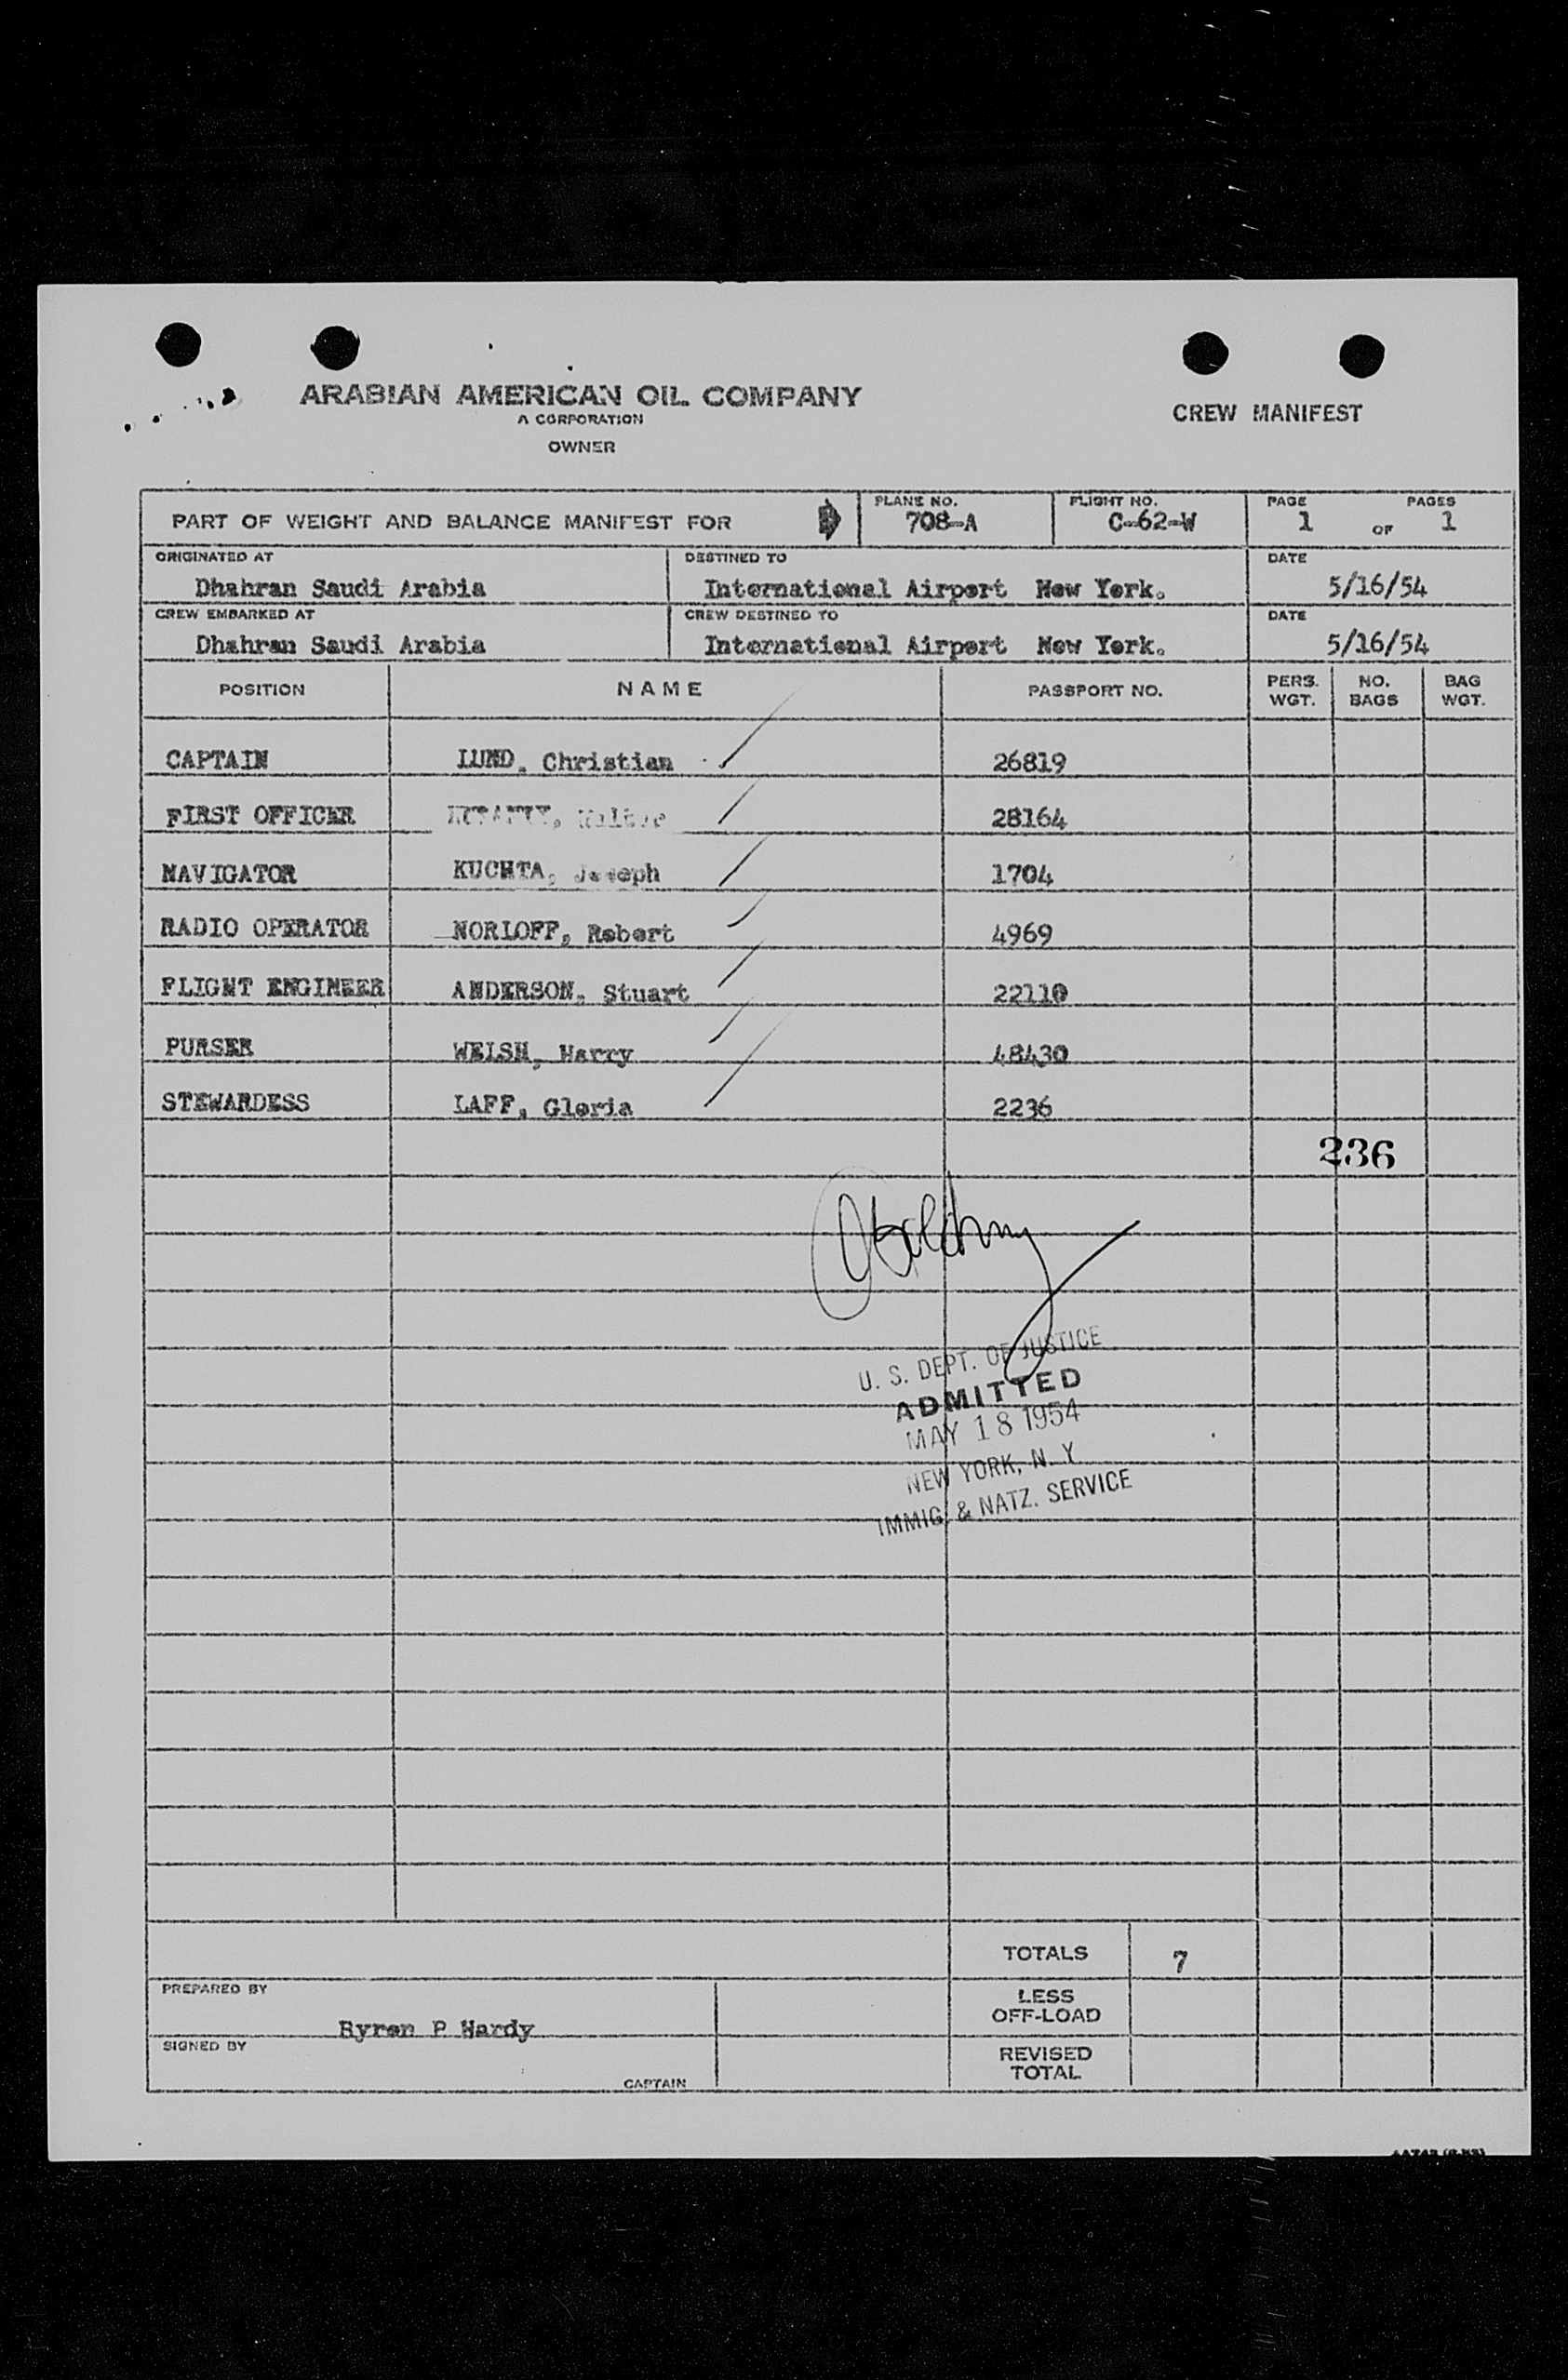 ARABIAN AMERICAN OIL COMPANY
A CORPORATION
OWNER
CREW MANIFEST
PART OF WEIGHT AND BALANCE MANIFEST FOR
PLANE NO.
708-A
FLIGHT NO.
C-62-W
PAGE 1 OF PAGES 1
ORIGINATED AT
Dhahran Saudi Arabia
DESTINED TO
International Airport New York.
DATE
5/16/54
CREW EMBARKED AT
Dhahran Saudi Arabia
CREW DESTINED TO
International Airport New York.
DATE
5/16/54
POSITION NAME PASSPORT NO. PERS. WGT. NO. BAGS BAG WGT.
CAPTAIN LUND, Christian 26819
FIRST OFFICER 28164
NAVIGATOR KUCHTA, Joseph 1704
RADIO OPERATOR NORLOFF, Robert 4969
FLIGHT ENGINEER ANDERSON, Stuart 22110
PURSER WELSH, Harry 48430
STEWARDESS LAFF, Gloria 2236
236
U. S. DEPT. OF JUSTICE
ADMITTED
MAY 18 1954
NEW YORK, N. Y.
IMMIG. & NATZ. SERVICE
TOTALS 7
PREPARED BY
Byron P Hardy
LESS
OFF-LOAD
SIGNED BY
CAPTAIN
REVISED
TOTAL